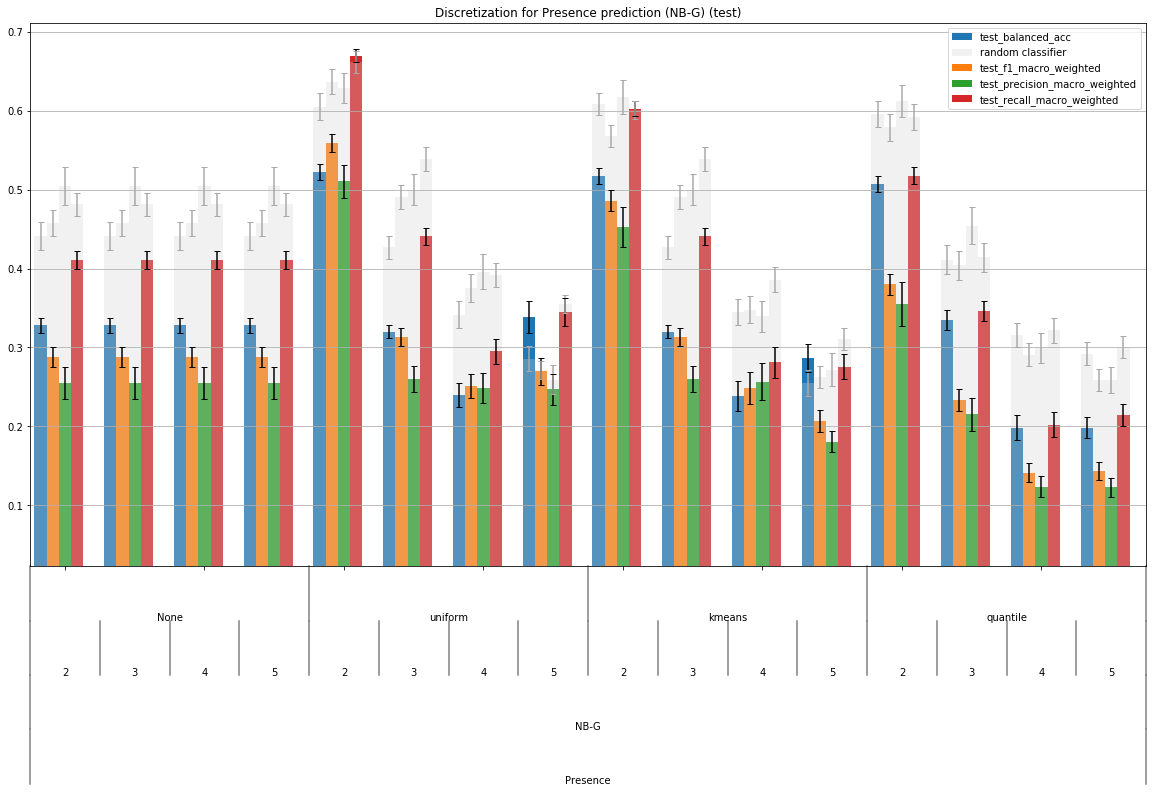 Discretization for Presence prediction (NB-G) (test)
test_balanced_acc
random classifier
test_f1_macro_weighted
test_precision_macro_weighted
test_recall_macro_weighted
0.7
0.6
0.5
0.4
0.3
0.2
0.1
None uniform kmeans quantile
2 3 4 5 2 3 4 5 2 3 4 5 2 3 4 5
NB-G
Presence